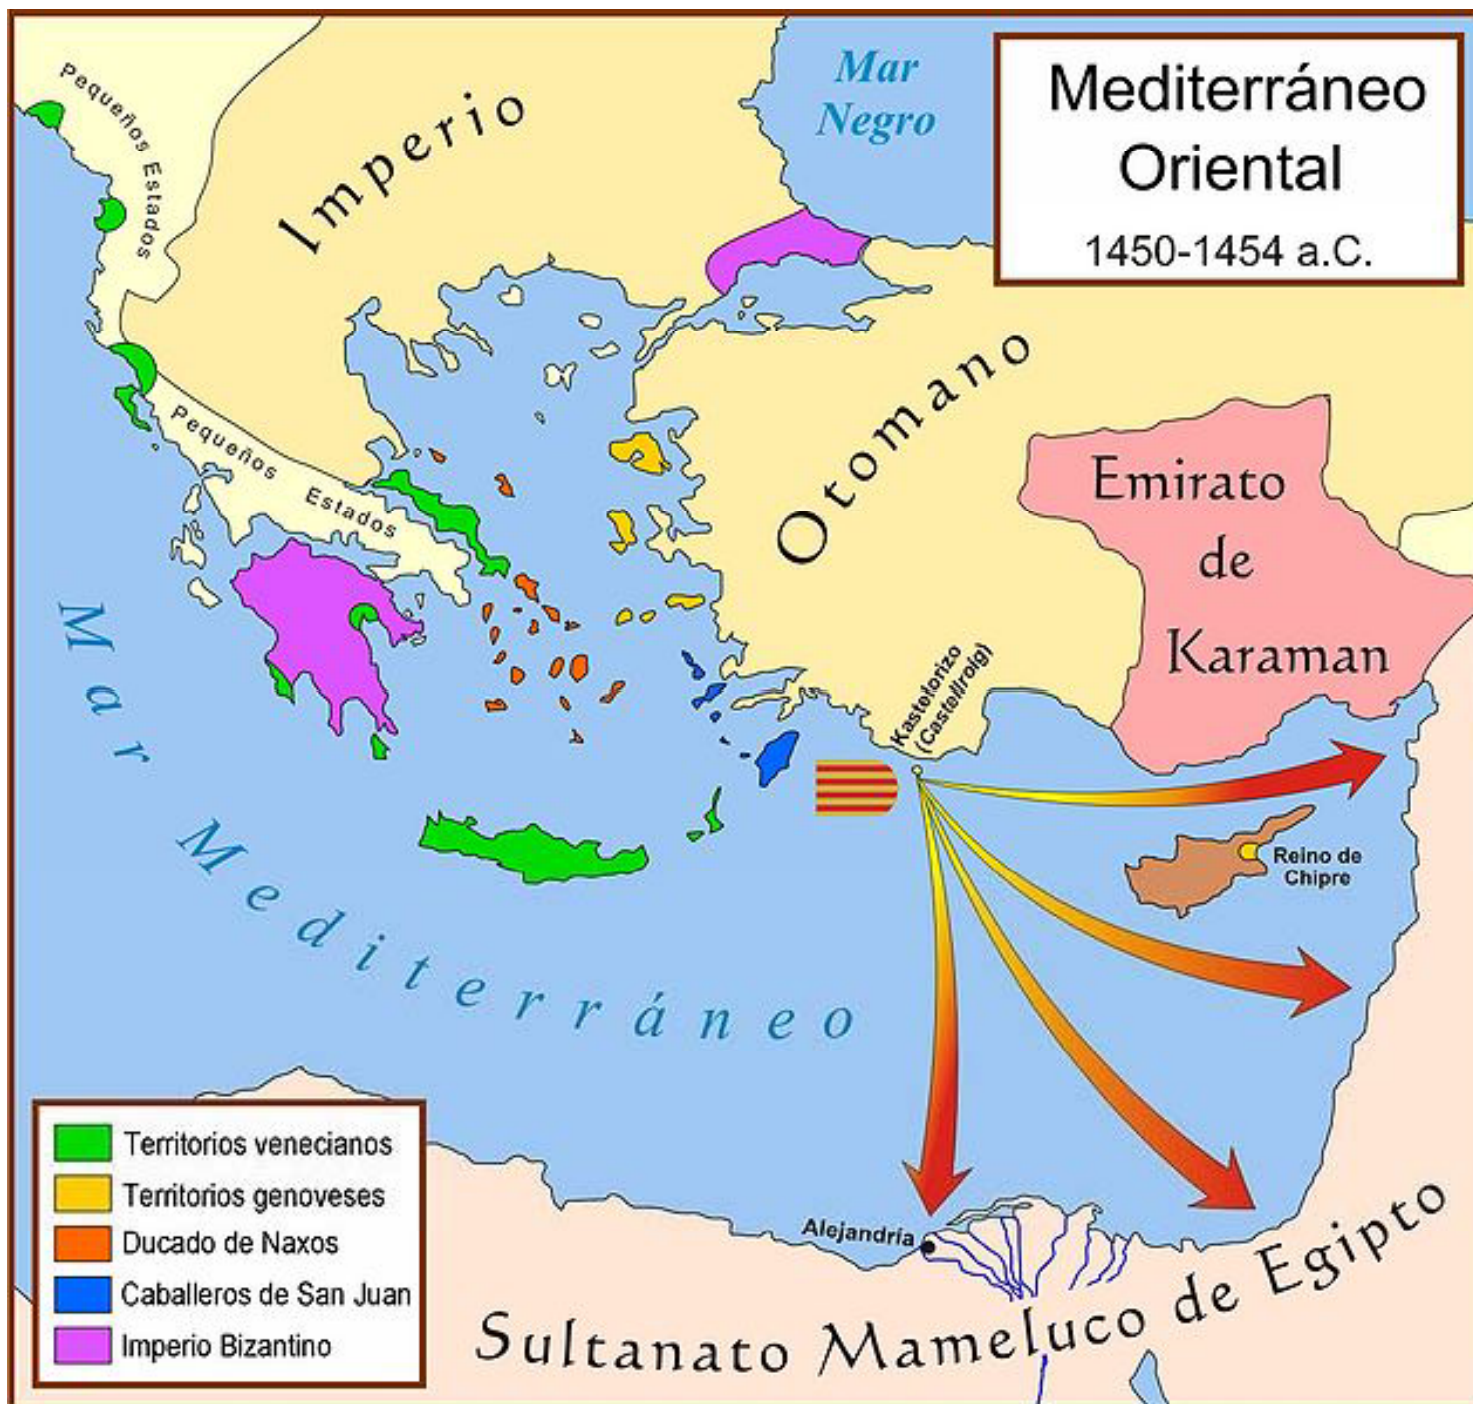 Mediterráneo
Oriental
1450-1454 a.C.
Mar
Negro
Pequeños Estados
Imperio
Otomano
Pequeños Estados
Emirato
de
Karaman
Kastelorizo
(Castellroig)
Reino de
Chipre
Mar Mediterráneo
Alejandría
Sultanato Mameluco de Egipto
Territorios venecianos
Territorios genoveses
Ducado de Naxos
Caballeros de San Juan
Imperio Bizantino